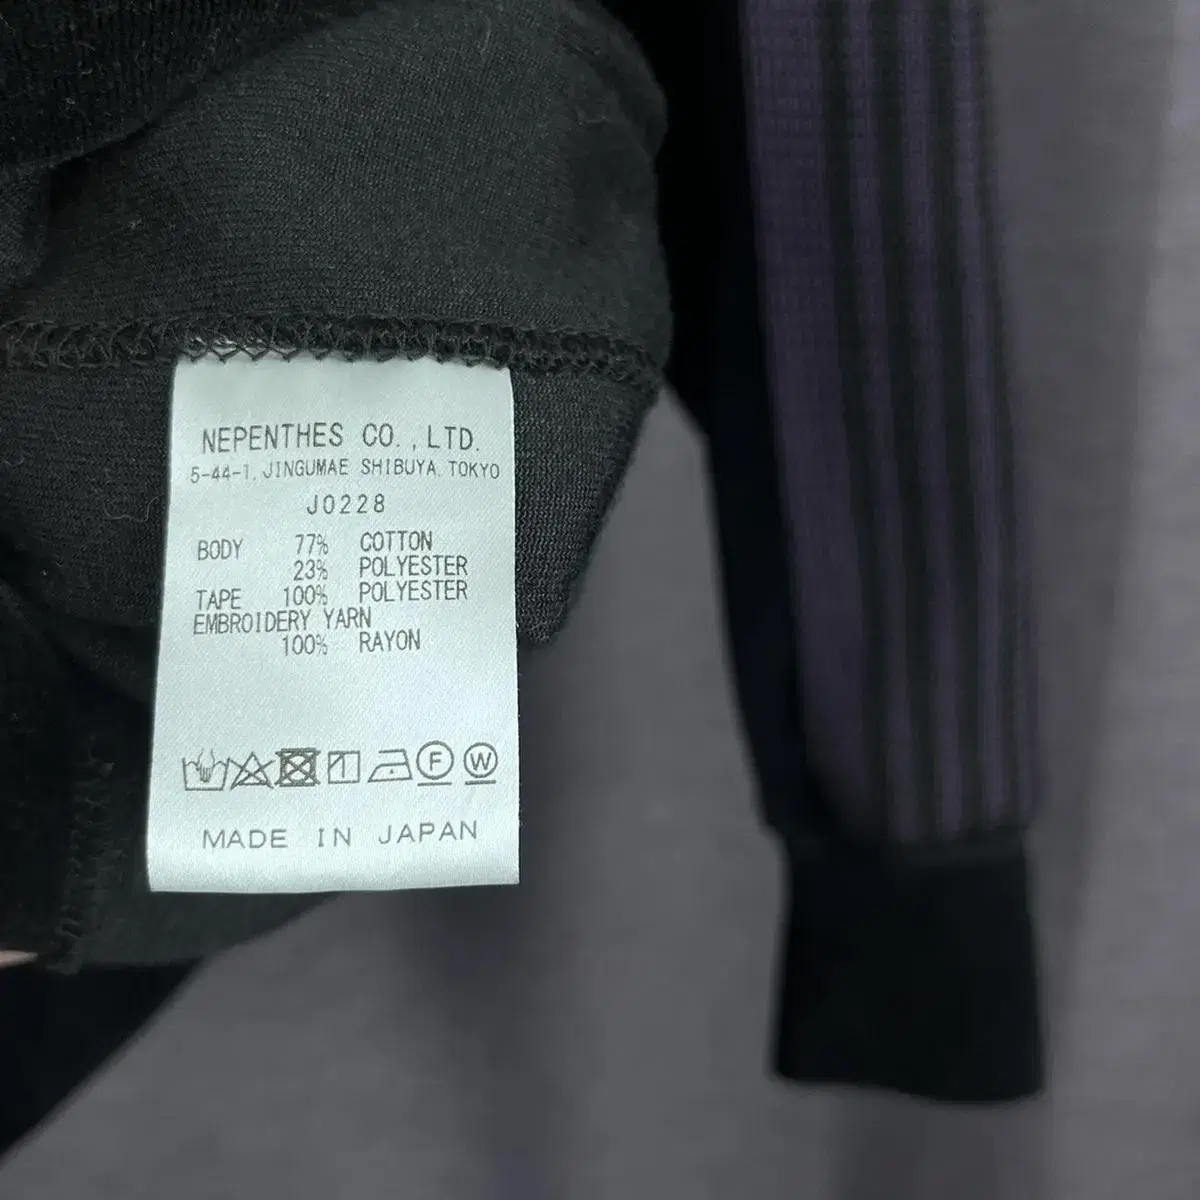 NEPENTHES CO., LTD.
5-44-1, JINGUMAE SHIBUYA. TOKYO
J0228
BODY 77% COTTON
23% POLYESTER
TAPE 100% POLYESTER
EMBROIDERY YARN
100% RAYON
F W
MADE IN JAPAN